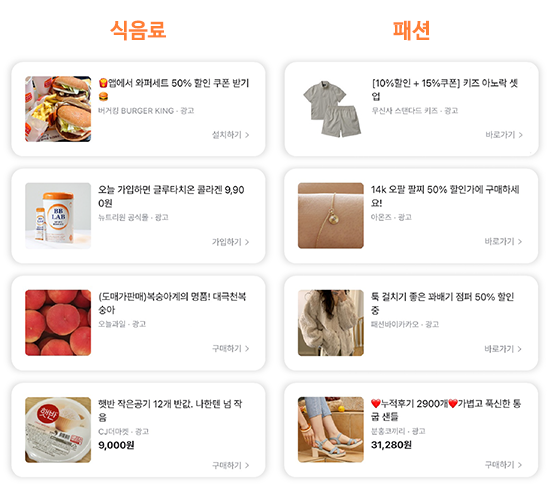 식음료
🍟앱에서 와퍼세트 50% 할인 쿠폰 받기
🍔
버거킹 BURGER KING · 광고
설치하기 >
BB
LAB
오늘 가입하면 글루타치온 콜라겐 9,90
0원
뉴트리원 공식몰 · 광고
가입하기 >
(도매가판매)복숭아계의 명품! 대극천복
숭아
오늘과일 · 광고
구매하기 >
햇반
햇반 작은공기 12개 반값. 나한텐 넘 작
음
CJ더마켓 · 광고
9,000원
구매하기 >
패션
[10%할인 + 15%쿠폰] 키즈 아노락 셋
업
무신사 스탠다드 키즈 · 광고
바로가기 >
14k 오팔 팔찌 50% 할인가에 구매하세
요!
아몬즈 · 광고
바로가기 >
툭 걸치기 좋은 꽈배기 점퍼 50% 할인
중
패션바이카카오 · 광고
바로가기 >
❤️누적후기 2900개❤️가볍고 푹신한 통
굽 샌들
분홍코끼리 · 광고
31,280원
구매하기 >